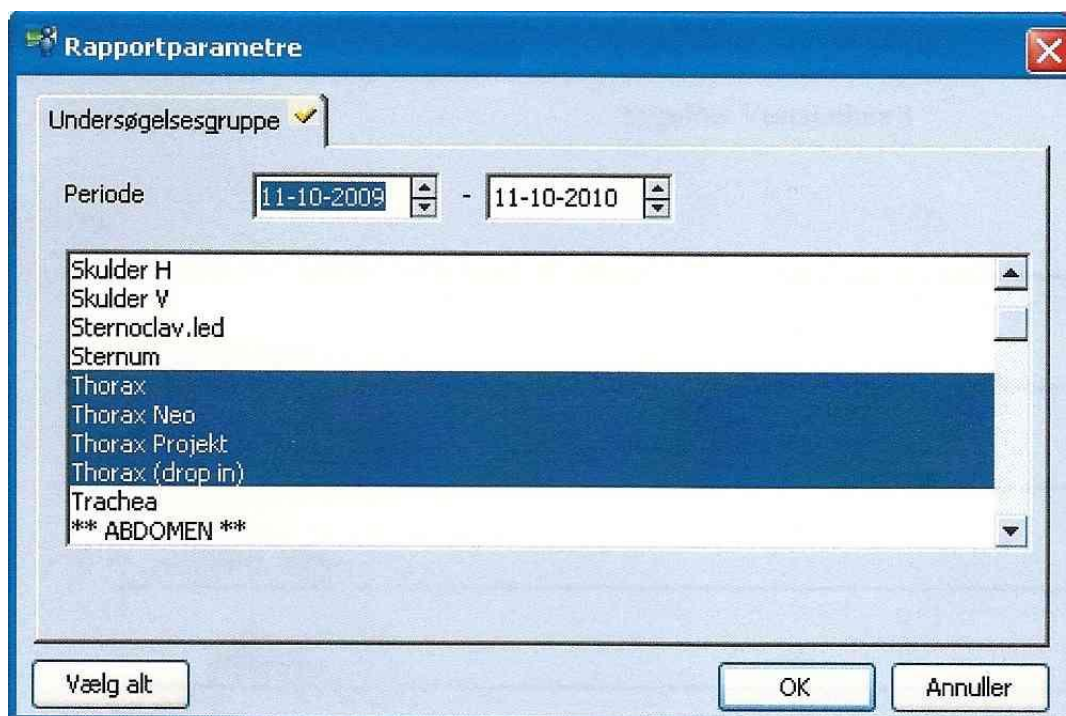 Rapportparametre
Undersøgelsesgruppe
Periode 11-10-2009 - 11-10-2010
Skulder H
Skulder V
Sternoclav.led
Sternum
Thorax
Thorax Neo
Thorax Projekt
Thorax (drop in)
Trachea
** ABDOMEN **
Vælg alt OK Annuller